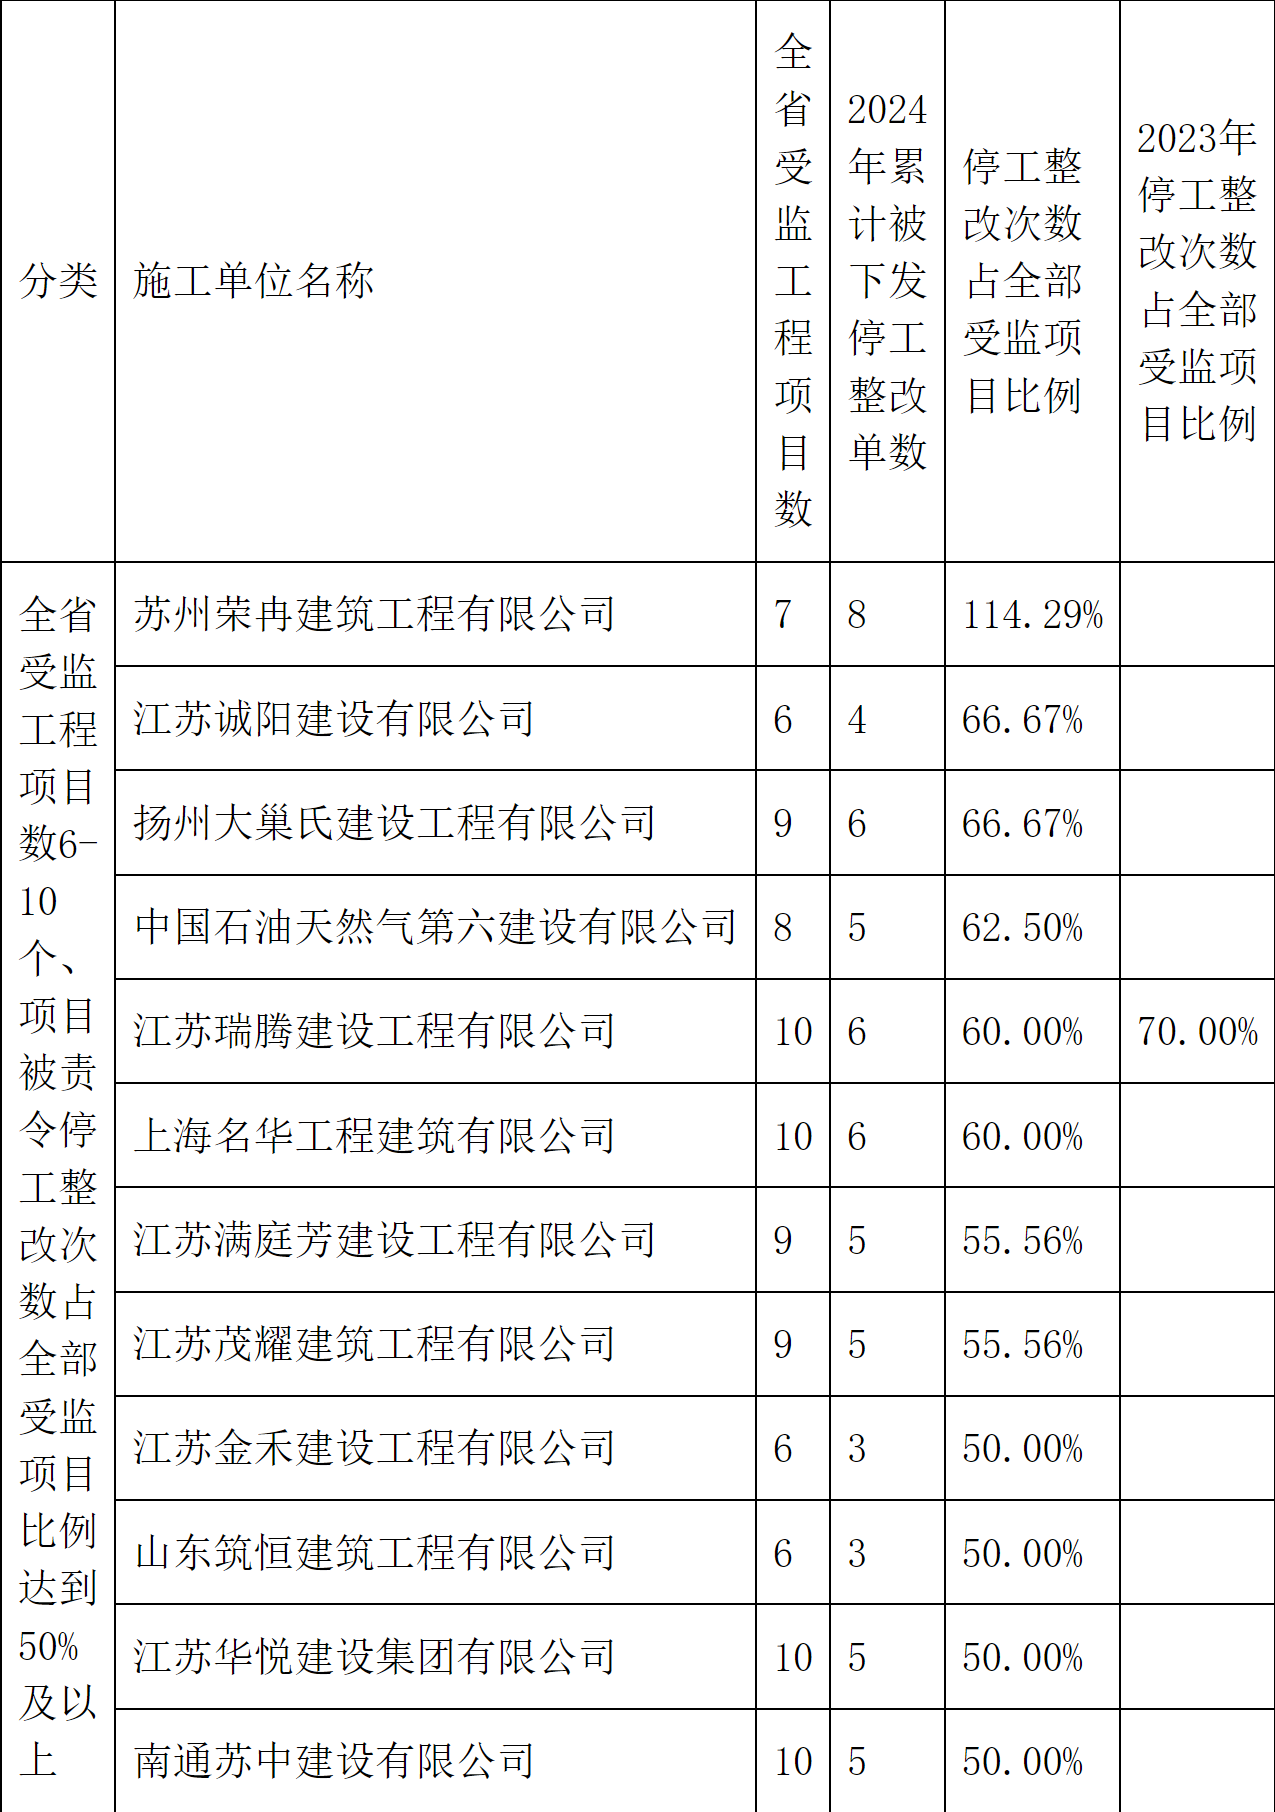 分类
施工单位名称
全
省
受
监
工
程
项
目
数
2024
年累
计被
下发
停工
整改
单数
停工整
改次数
占全部
受监项
目比例
2023年
停工整
改次数
占全部
受监项
目比例
全省
受监
工程
项目
数6-
10
个、
项目
被责
令停
工整
改次
数占
全部
受监
项目
比例
达到
50%
及以
上
苏州荣冉建筑工程有限公司 7 8 114.29%
江苏诚阳建设有限公司 6 4 66.67%
扬州大巢氏建设工程有限公司 9 6 66.67%
中国石油天然气第六建设有限公司 8 5 62.50%
江苏瑞腾建设工程有限公司 10 6 60.00% 70.00%
上海名华工程建筑有限公司 10 6 60.00%
江苏满庭芳建设工程有限公司 9 5 55.56%
江苏茂耀建筑工程有限公司 9 5 55.56%
江苏金禾建设工程有限公司 6 3 50.00%
山东筑恒建筑工程有限公司 6 3 50.00%
江苏华悦建设集团有限公司 10 5 50.00%
南通苏中建设有限公司 10 5 50.00%